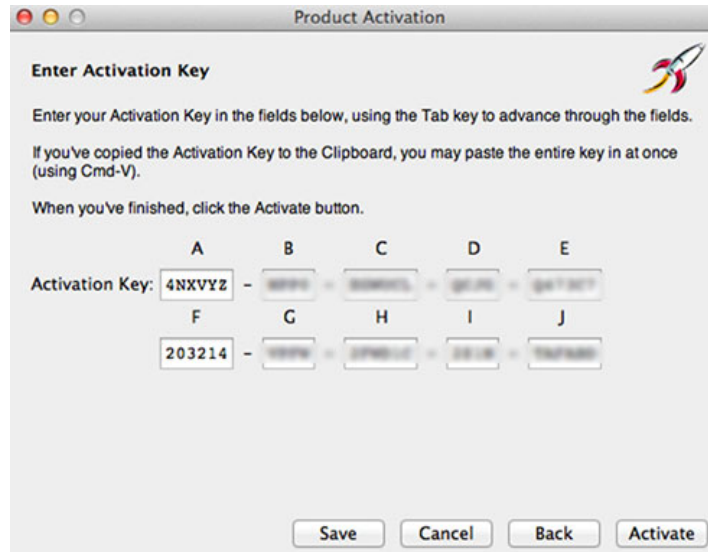 Product Activation
Enter Activation Key
Enter your Activation Key in the fields below, using the Tab key to advance through the fields.
If you've copied the Activation Key to the Clipboard, you may paste the entire key in at once
(using Cmd-V).
When you've finished, click the Activate button.
A B C D E
Activation Key: 4NXVYZ - - - -
F G H I J
203214 - - - -
Save Cancel Back Activate